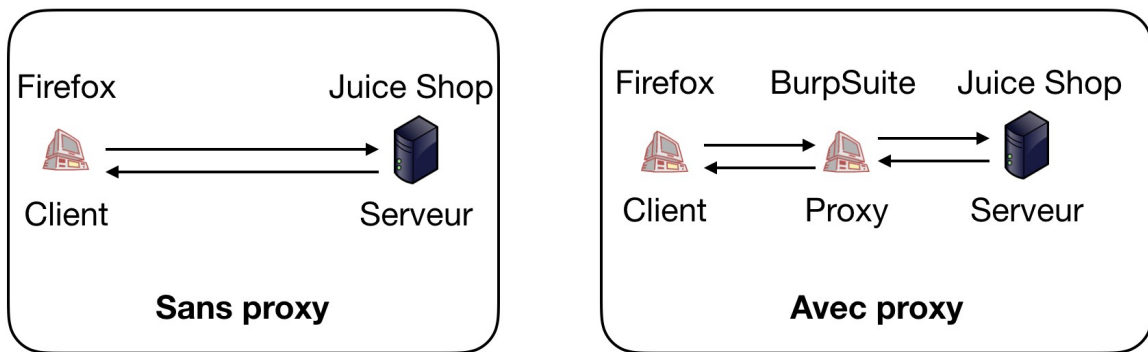 Firefox
Juice Shop
Client
Serveur
Sans proxy
Firefox
BurpSuite
Juice Shop
Client
Proxy
Serveur
Avec proxy